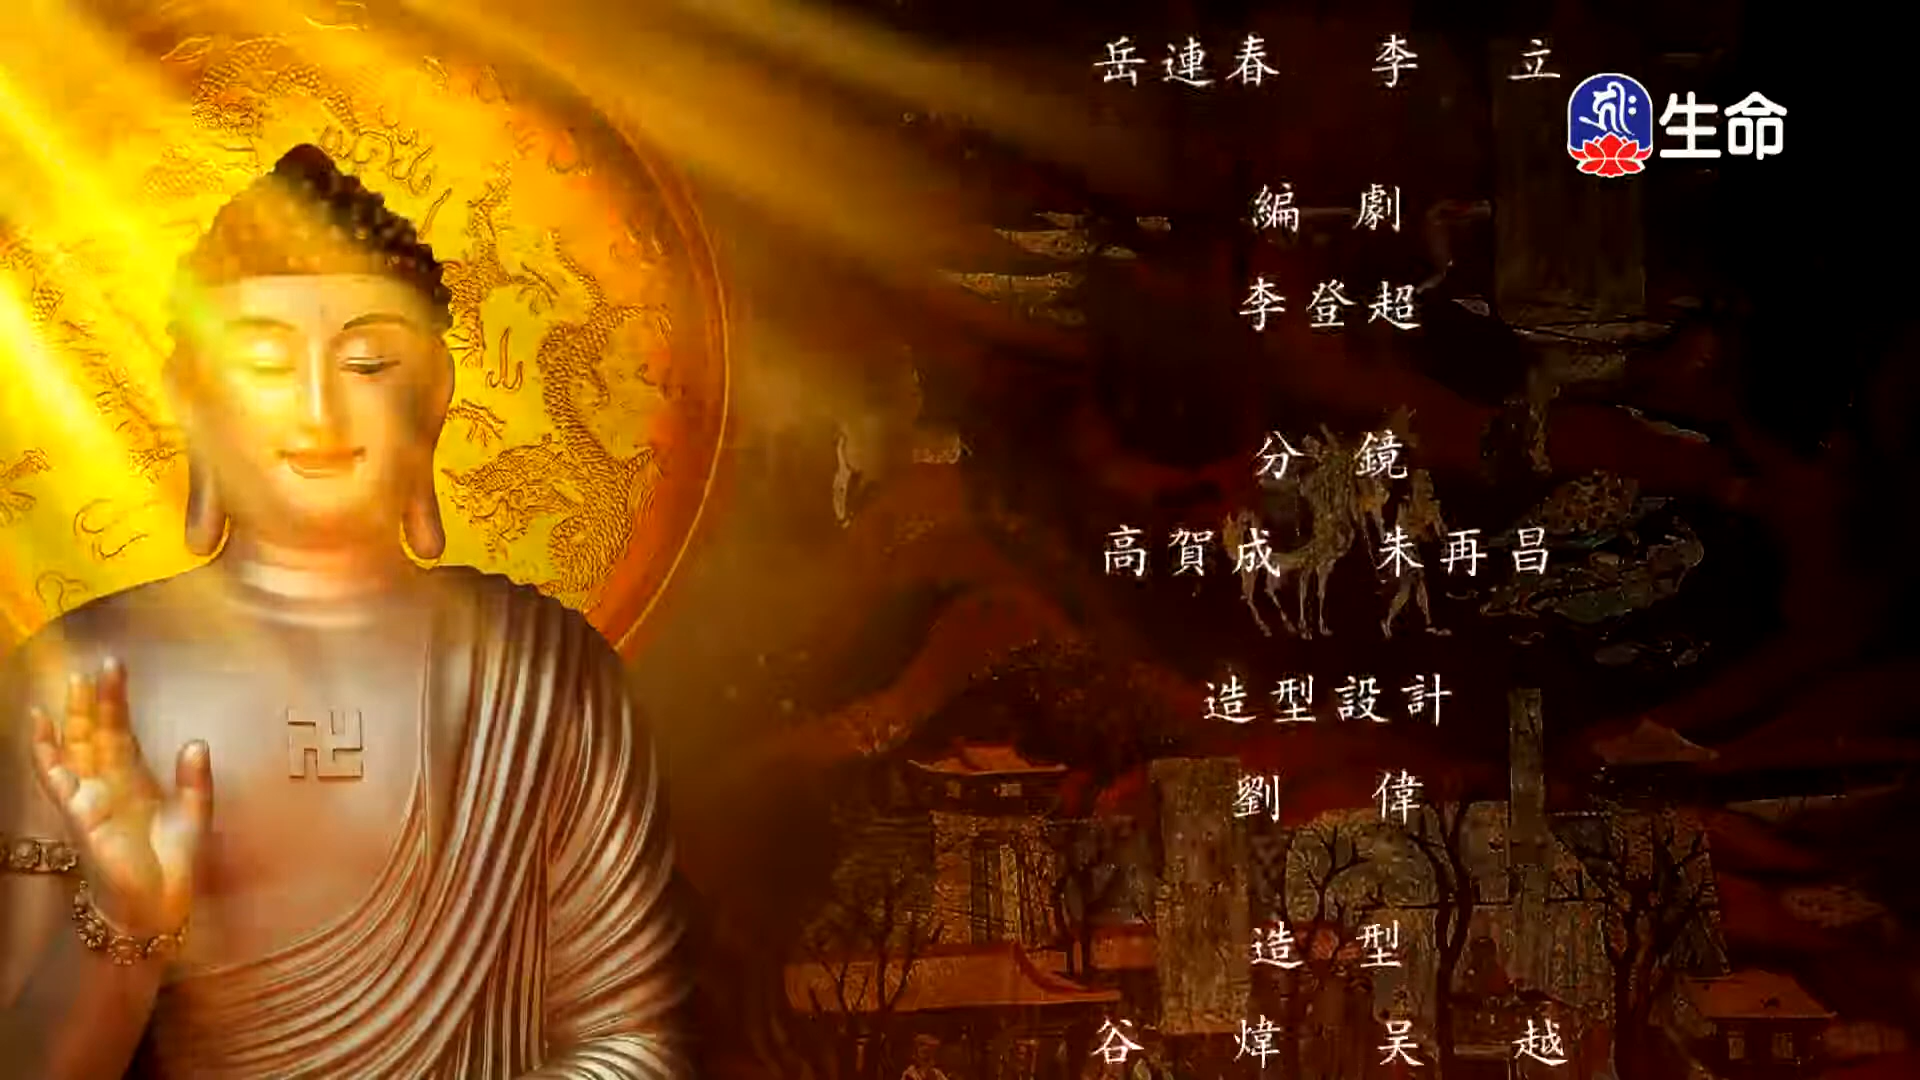 岳連春 李立
生命
編劇
李登超
分鏡
高賀成 朱再昌
造型設計
劉偉
造型
谷煒 吴越